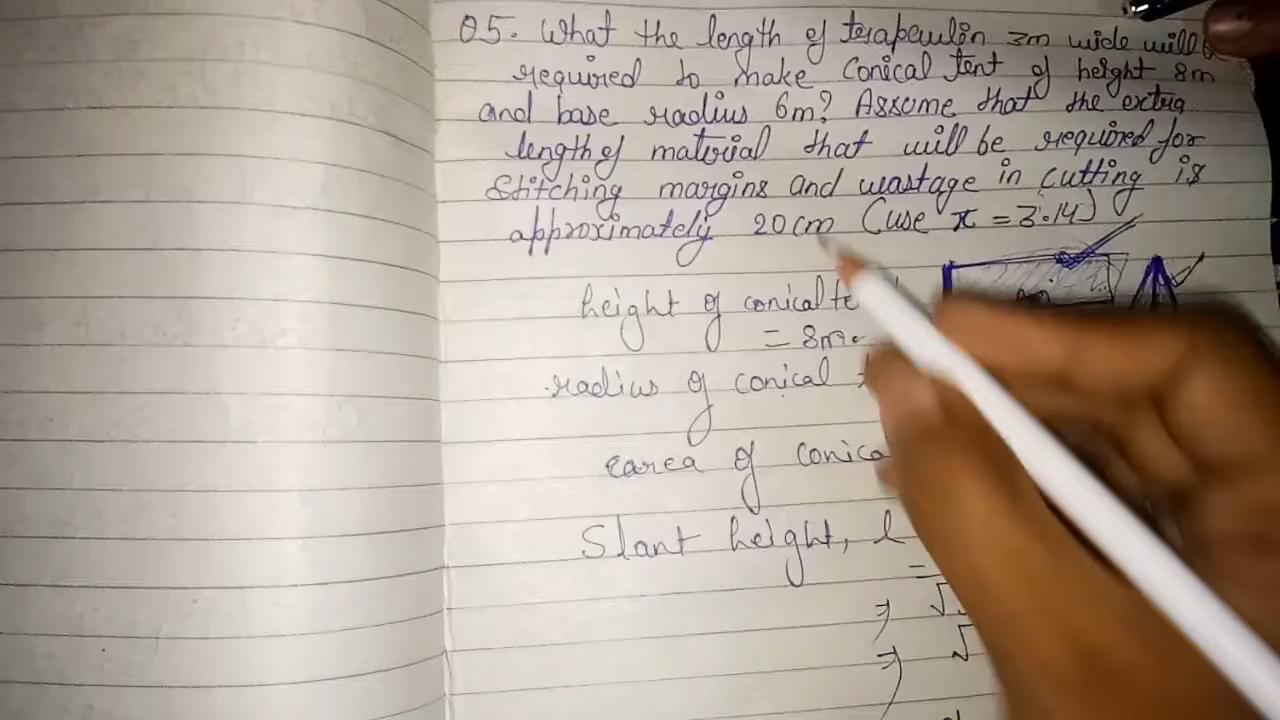 Q5. What the length of terapewlin 3m wide will
required to make conical tent of height 8m
and base radius 6m? Assume that the extra
length of material that will be required for
Stitching margins and wastage in cutting is
approximately 20cm (use π = 3.14)
height of conical te
= 8m.
radius of conical
carea of conica
Slant height, l
=
⇒ √
⇒ √